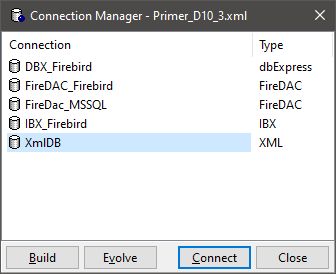 Connection Manager - Primer_D10_3.xml
Connection Type
DBX_Firebird dbExpress
FireDAC_Firebird FireDAC
FireDac_MSSQL FireDAC
IBX_Firebird IBX
XmlDB XML
Build Evolve Connect Close